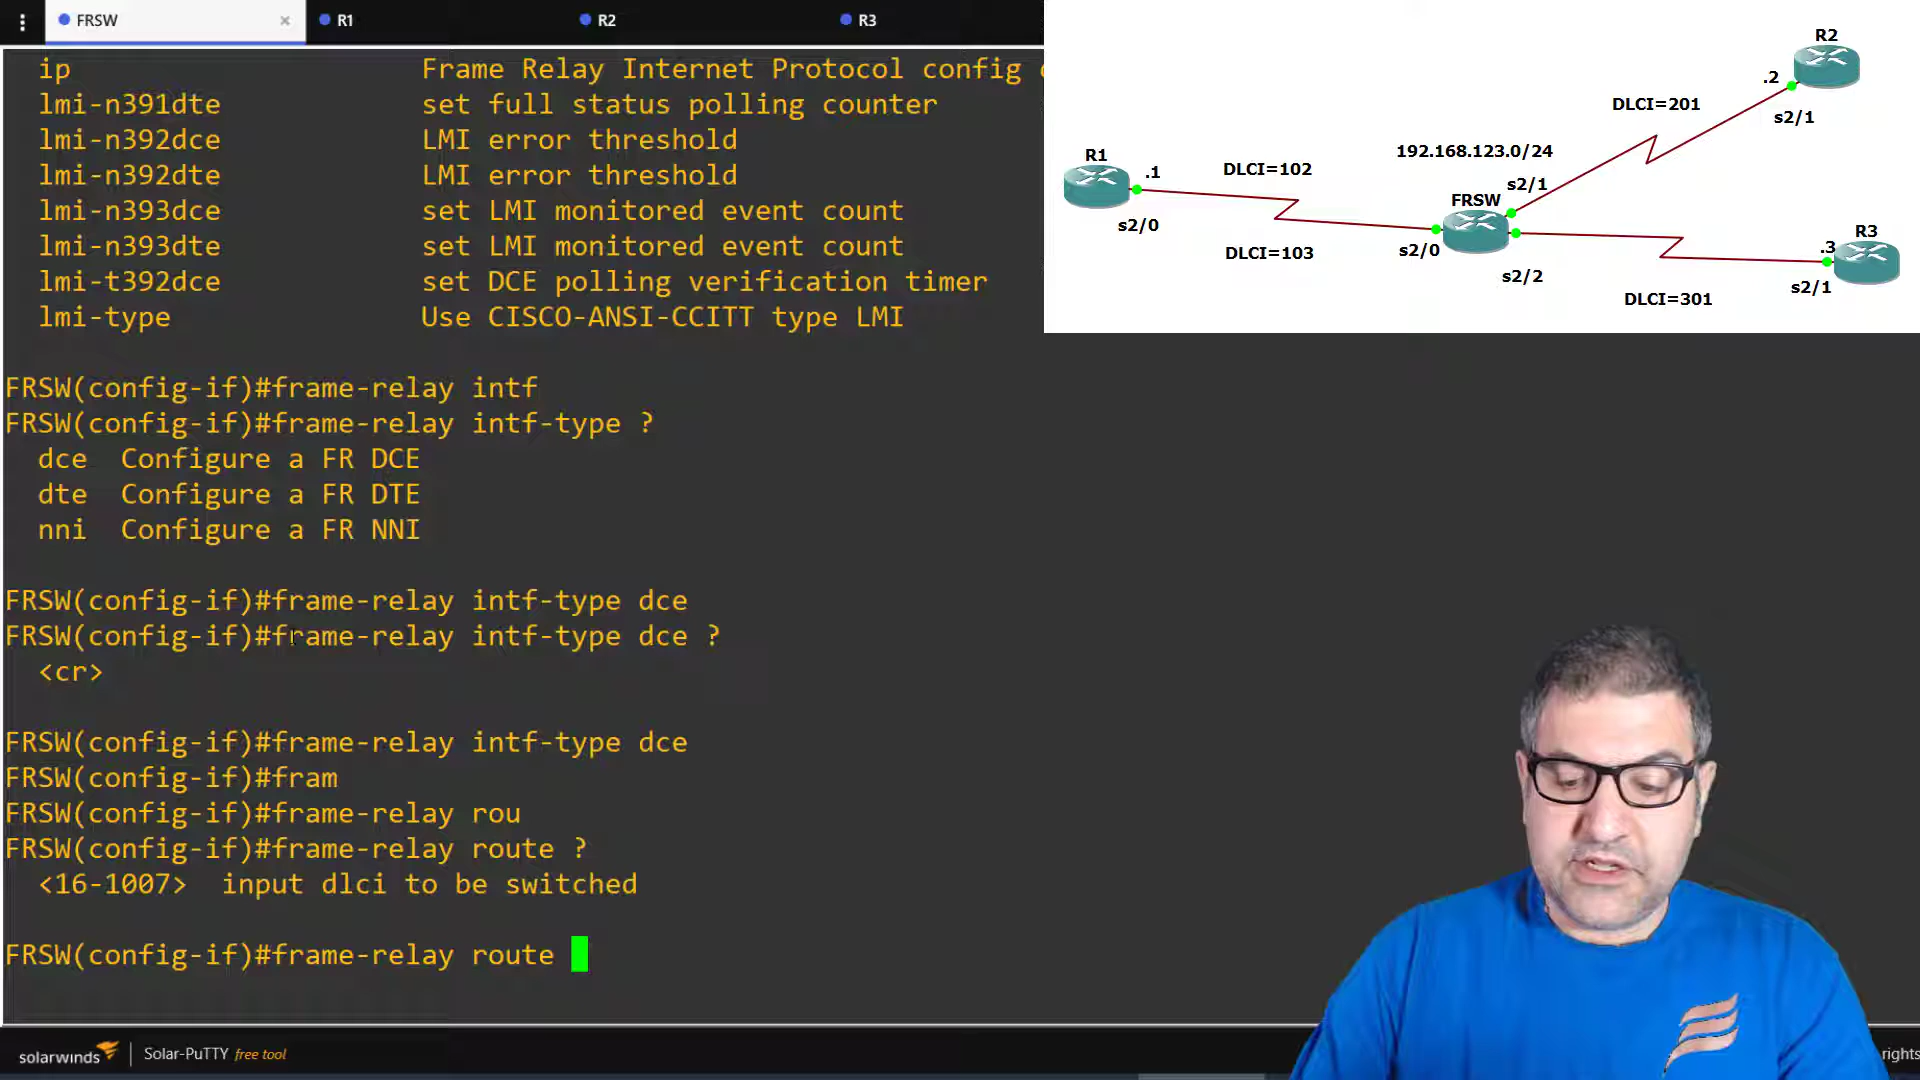 FRSW
R1
R2
R3
ip Frame Relay Internet Protocol config
lmi-n391dte set full status polling counter
lmi-n392dce LMI error threshold
lmi-n392dte LMI error threshold
lmi-n393dce set LMI monitored event count
lmi-n393dte set LMI monitored event count
lmi-t392dce set DCE polling verification timer
lmi-type Use CISCO-ANSI-CCITT type LMI
FRSW(config-if)#frame-relay intf
FRSW(config-if)#frame-relay intf-type ?
dce Configure a FR DCE
dte Configure a FR DTE
nni Configure a FR NNI
FRSW(config-if)#frame-relay intf-type dce
FRSW(config-if)#frame-relay intf-type dce ?
<cr>
FRSW(config-if)#frame-relay intf-type dce
FRSW(config-if)#fram
FRSW(config-if)#frame-relay rou
FRSW(config-if)#frame-relay route ?
<16-1007> input dlci to be switched
FRSW(config-if)#frame-relay route
R2
.2
DLCI=201
s2/1
192.168.123.0/24
R1
.1
DLCI=102
s2/1
FRSW
s2/0
DLCI=103
s2/0
s2/2
R3
.3
s2/1
DLCI=301
solarwinds
Solar-PuTTY free tool
rights